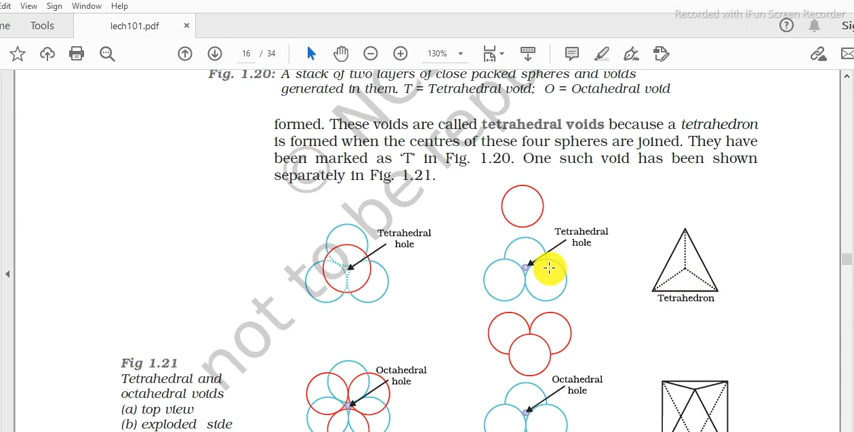 Edit View Sign Window Help
Recorded with iFun Screen Recorder
Tools
lech101.pdf ×
16 / 34
130%
Fig. 1.20: A stack of two layers of close packed spheres and voids
generated in them. T = Tetrahedral void; O = Octahedral void
formed. These voids are called tetrahedral voids because a tetrahedron
is formed when the centres of these four spheres are joined. They have
been marked as ‘T’ in Fig. 1.20. One such void has been shown
separately in Fig. 1.21.
Tetrahedral
hole
Tetrahedral
hole
Tetrahedron
Fig 1.21
Tetrahedral and
octahedral voids
(a) top view
(b) exploded side
Octahedral
hole
Octahedral
hole
not to be repu